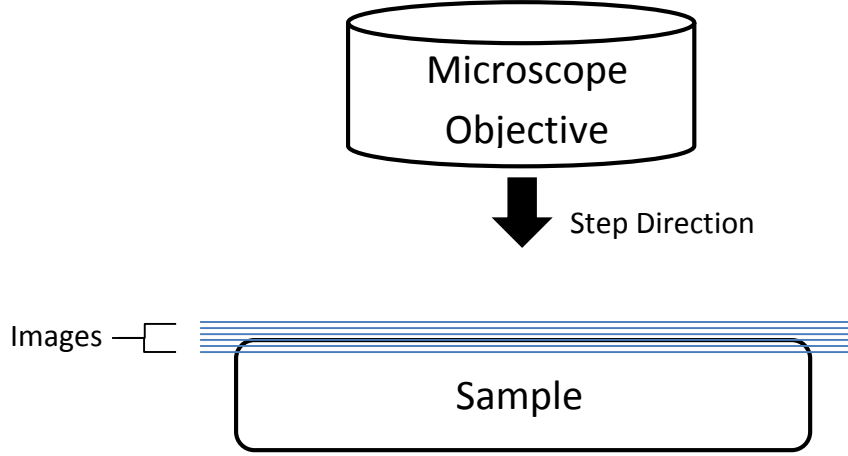 Microscope
Objective
Step Direction
Images
Sample